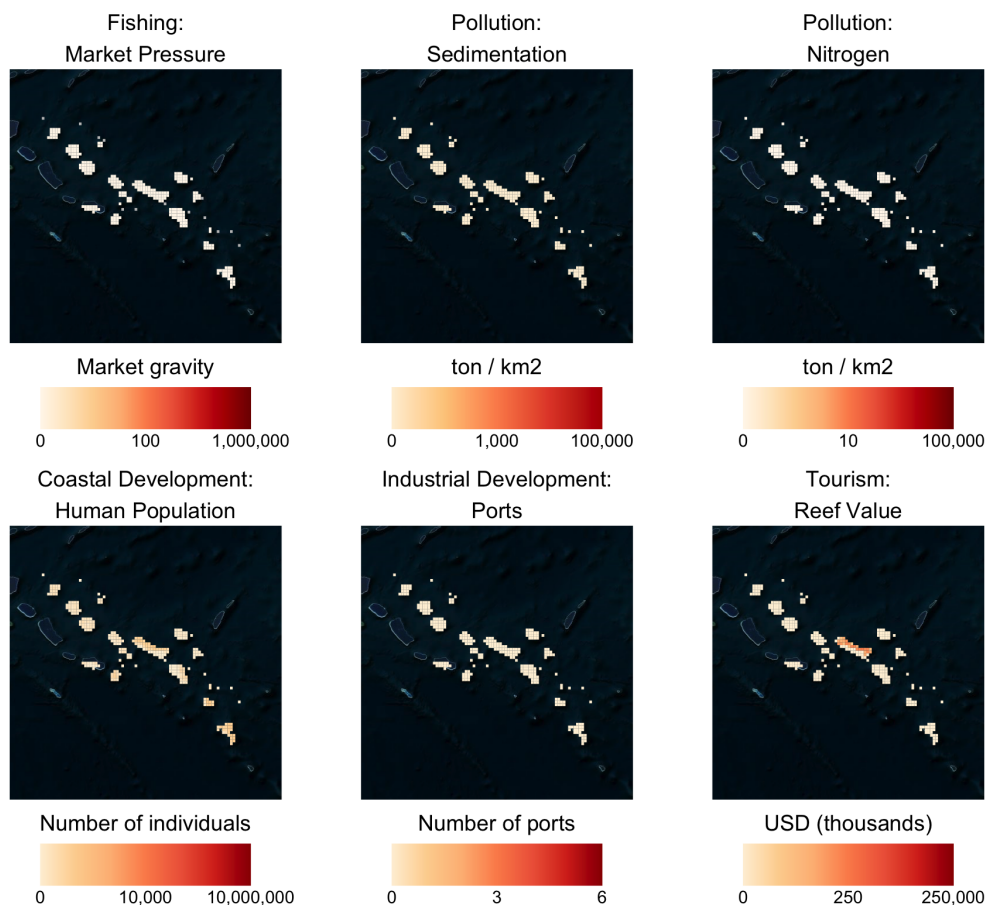 Fishing:
Market Pressure
Pollution:
Sedimentation
Pollution:
Nitrogen
Market gravity
0 100 1,000,000
ton / km2
0 1,000 100,000
ton / km2
0 10 100,000
Coastal Development:
Human Population
Industrial Development:
Ports
Tourism:
Reef Value
Number of individuals
0 10,000 10,000,000
Number of ports
0 3 6
USD (thousands)
0 250 250,000